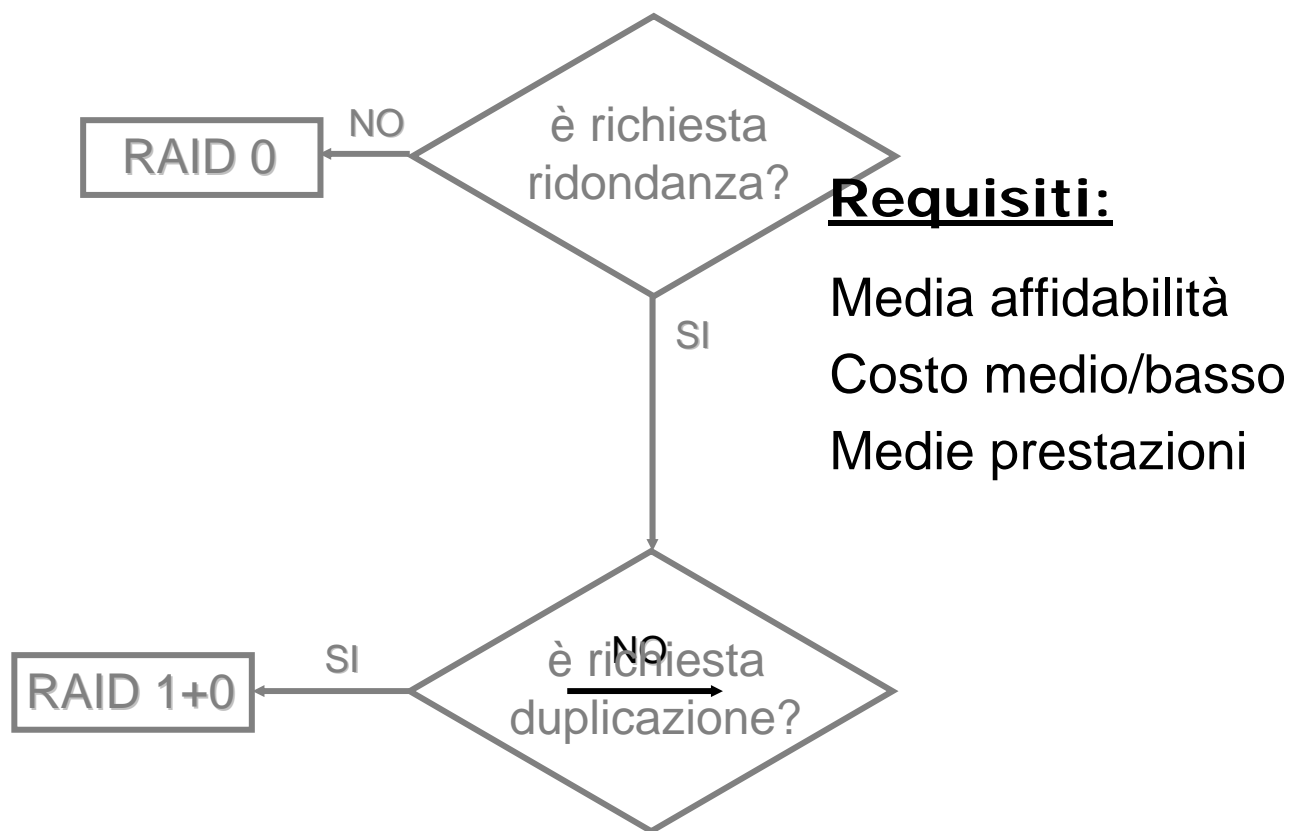 è richiesta
ridondanza?
NO
RAID 0
Requisiti:
Media affidabilità
Costo medio/basso
Medie prestazioni
SI
è richiesta
duplicazione?
NO
SI
RAID 1+0